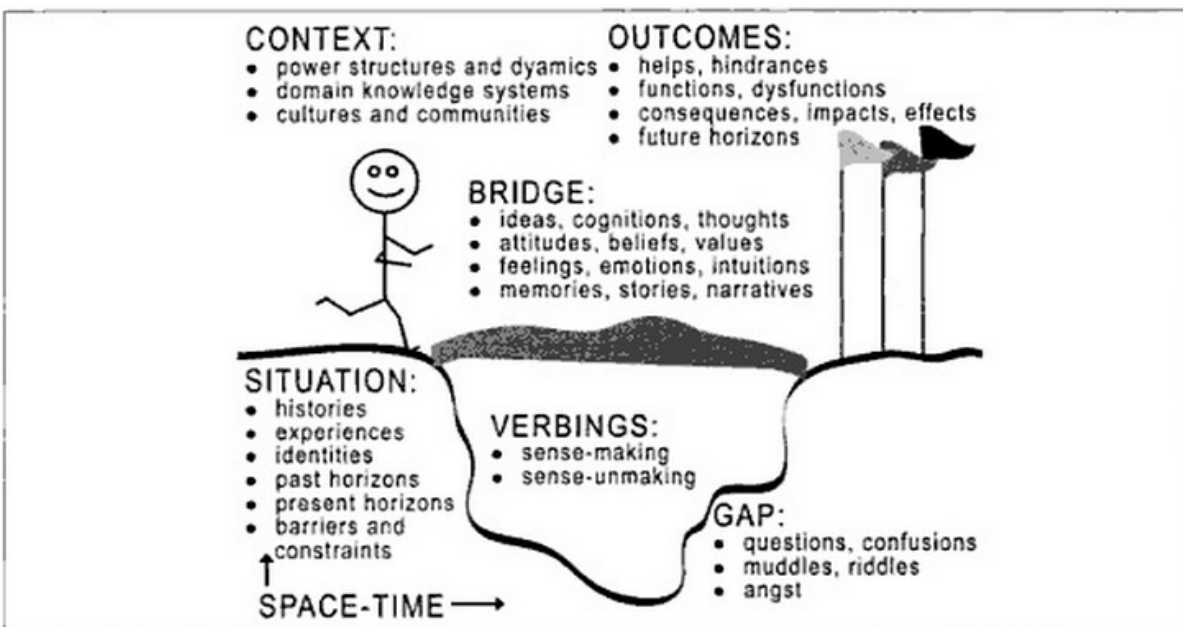 CONTEXT:
• power structures and dyamics
• domain knowledge systems
• cultures and communities
OUTCOMES:
• helps, hindrances
• functions, dysfunctions
• consequences, impacts, effects
• future horizons
BRIDGE:
• ideas, cognitions, thoughts
• attitudes, beliefs, values
• feelings, emotions, intuitions
• memories, stories, narratives
SITUATION:
• histories
• experiences
• identities
• past horizons
• present horizons
• barriers and
constraints
VERBINGS:
• sense-making
• sense-unmaking
GAP:
• questions, confusions
• muddles, riddles
• angst
SPACE-TIME